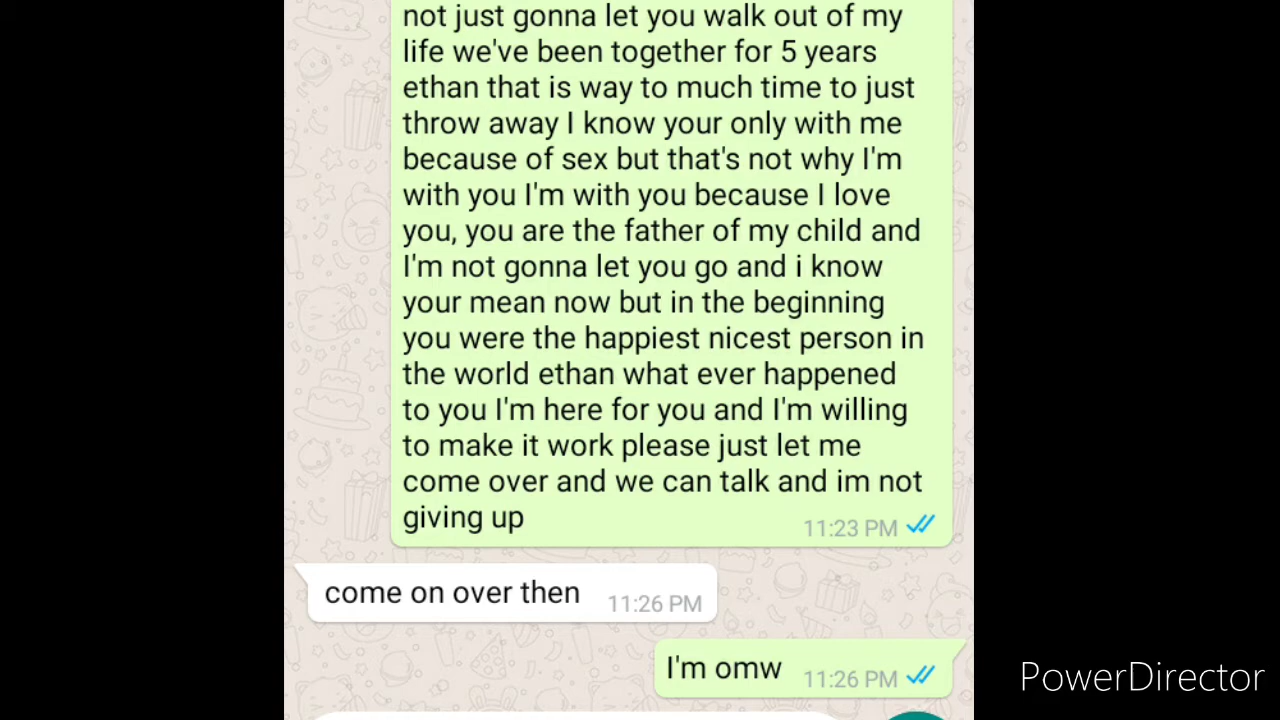 not just gonna let you walk out of my
life we've been together for 5 years
ethan that is way to much time to just
throw away I know your only with me
because of sex but that's not why I'm
with you I'm with you because I love
you, you are the father of my child and
I'm not gonna let you go and i know
your mean now but in the beginning
you were the happiest nicest person in
the world ethan what ever happened
to you I'm here for you and I'm willing
to make it work please just let me
come over and we can talk and im not
giving up
11:23 PM
come on over then
11:26 PM
I'm omw
11:26 PM
PowerDirector